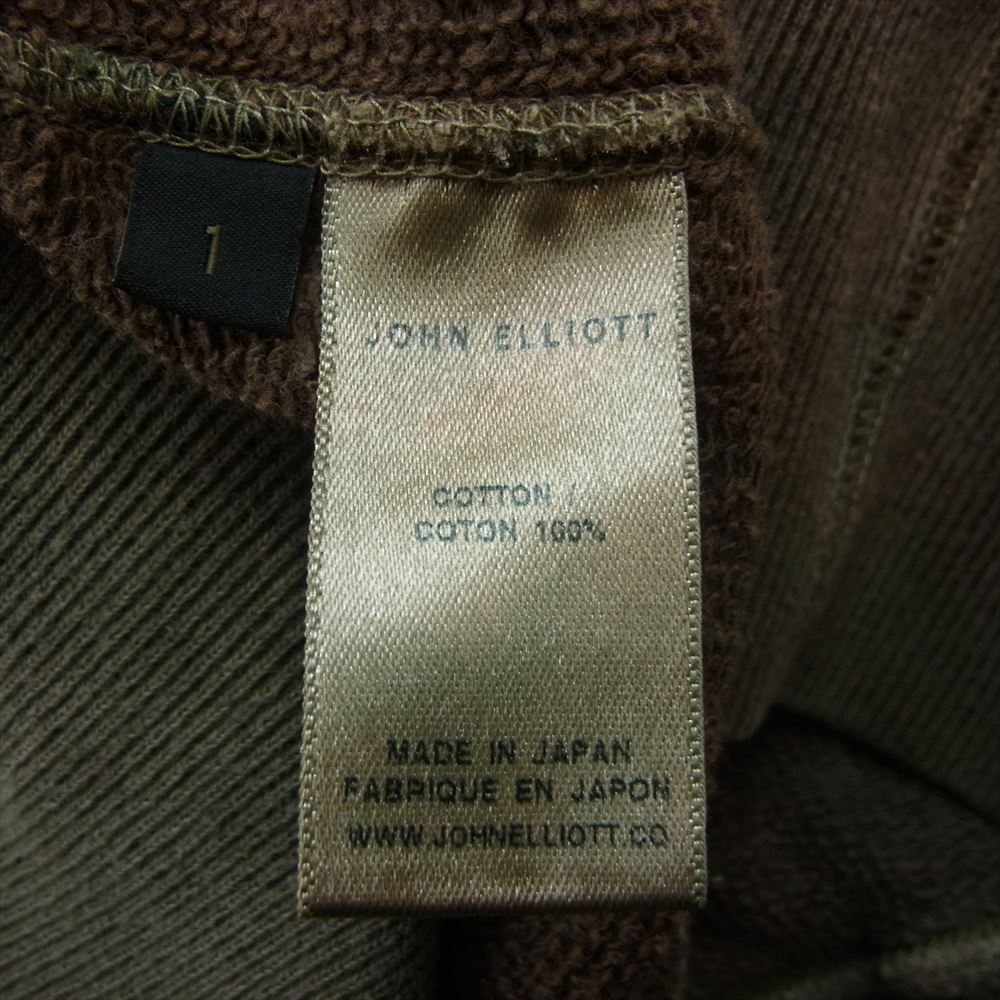 1
JOHN ELLIOTT
COTTON /
COTON 100%
MADE IN JAPAN
FABRIQUE EN JAPON
WWW.JOHNELLIOTT.CO